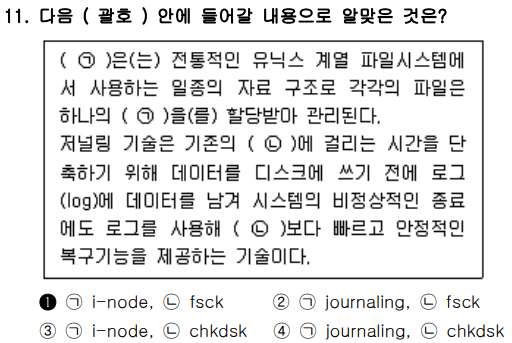 11. 다음 ( 괄호 ) 안에 들어갈 내용으로 알맞은 것은?
( ㉠ )은(는) 전통적인 유닉스 계열 파일시스템에
서 사용하는 일종의 자료 구조로 각각의 파일은
하나의 ( ㉠ )을(를) 할당받아 관리된다.
저널링 기술은 기존의 ( ㉡ )에 걸리는 시간을 단
축하기 위해 데이터를 디스크에 쓰기 전에 로그
(log)에 데이터를 남겨 시스템의 비정상적인 종료
에도 로그를 사용해 ( ㉡ )보다 빠르고 안정적인
복구기능을 제공하는 기술이다.
❶ ㉠ i-node, ㉡ fsck ② ㉠ journaling, ㉡ fsck
③ ㉠ i-node, ㉡ chkdsk ④ ㉠ journaling, ㉡ chkdsk